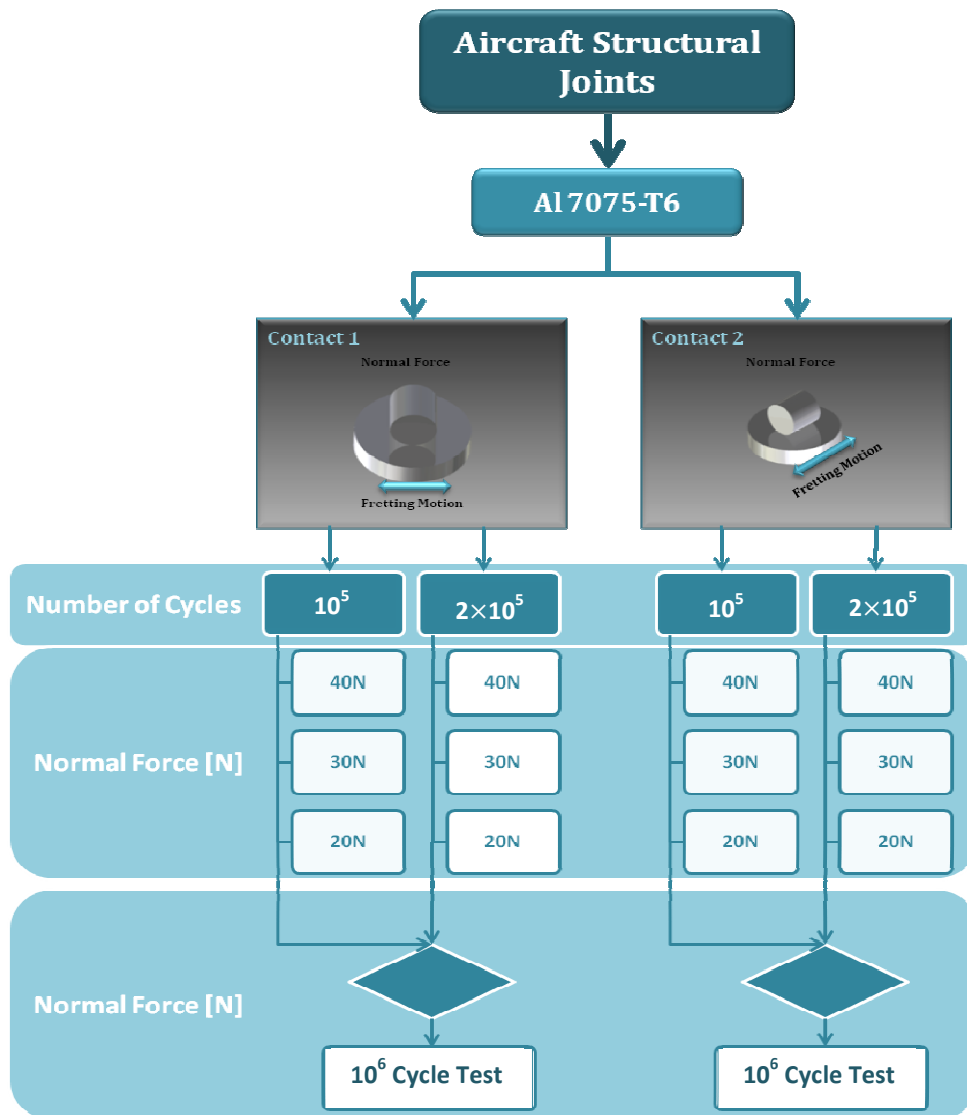 Aircraft Structural
Joints
Al 7075-T6
Contact 1
Normal Force
Fretting Motion
Contact 2
Normal Force
Fretting Motion
Number of Cycles
10⁵
2×10⁵
10⁵
2×10⁵
Normal Force [N]
40N
40N
40N
40N
30N
30N
30N
30N
20N
20N
20N
20N
Normal Force [N]
10⁶ Cycle Test
10⁶ Cycle Test